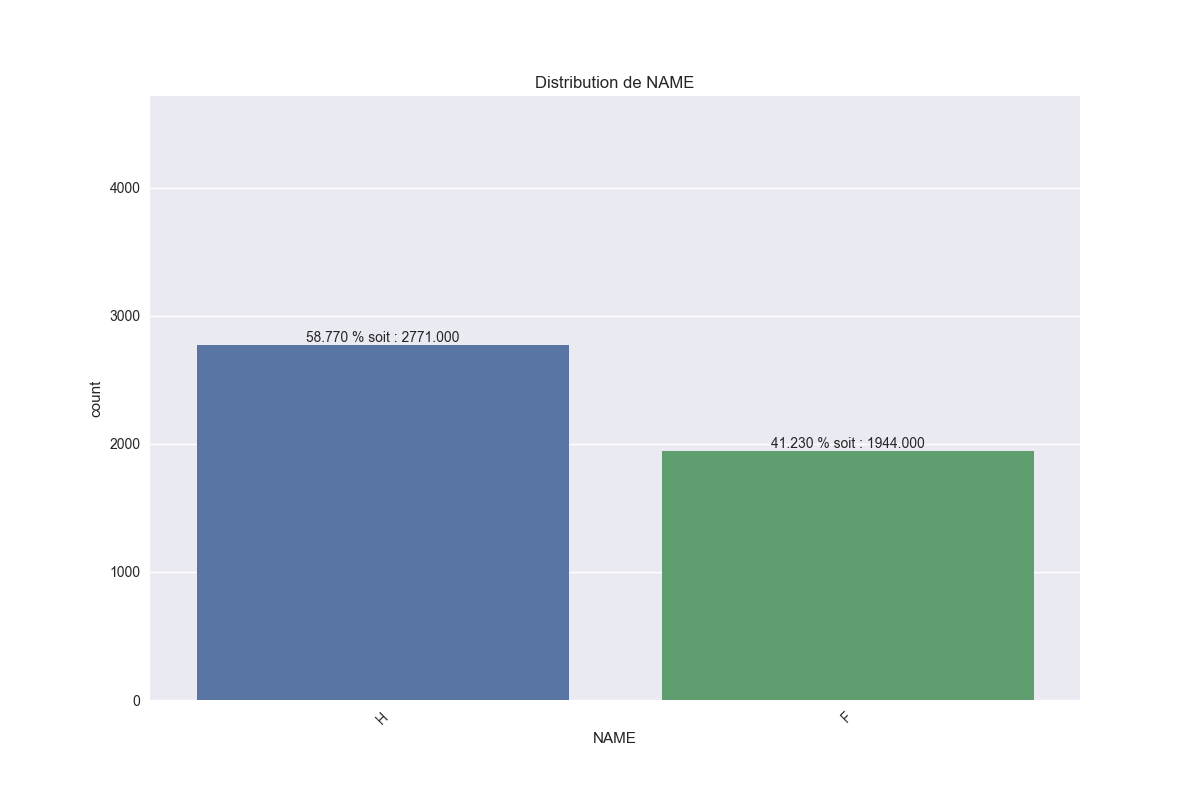 Distribution de NAME
4000
3000
2000
1000
0
count
58.770 % soit : 2771.000
41.230 % soit : 1944.000
H
F
NAME